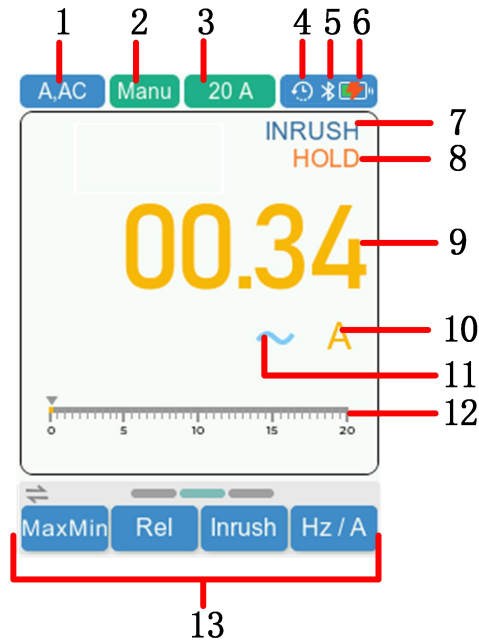 1 2 3 4 5 6
A,AC Manu 20 A
INRUSH 7
HOLD 8
00.34 9
A 10
11
12
0 5 10 15 20
MaxMin Rel Inrush Hz / A
13